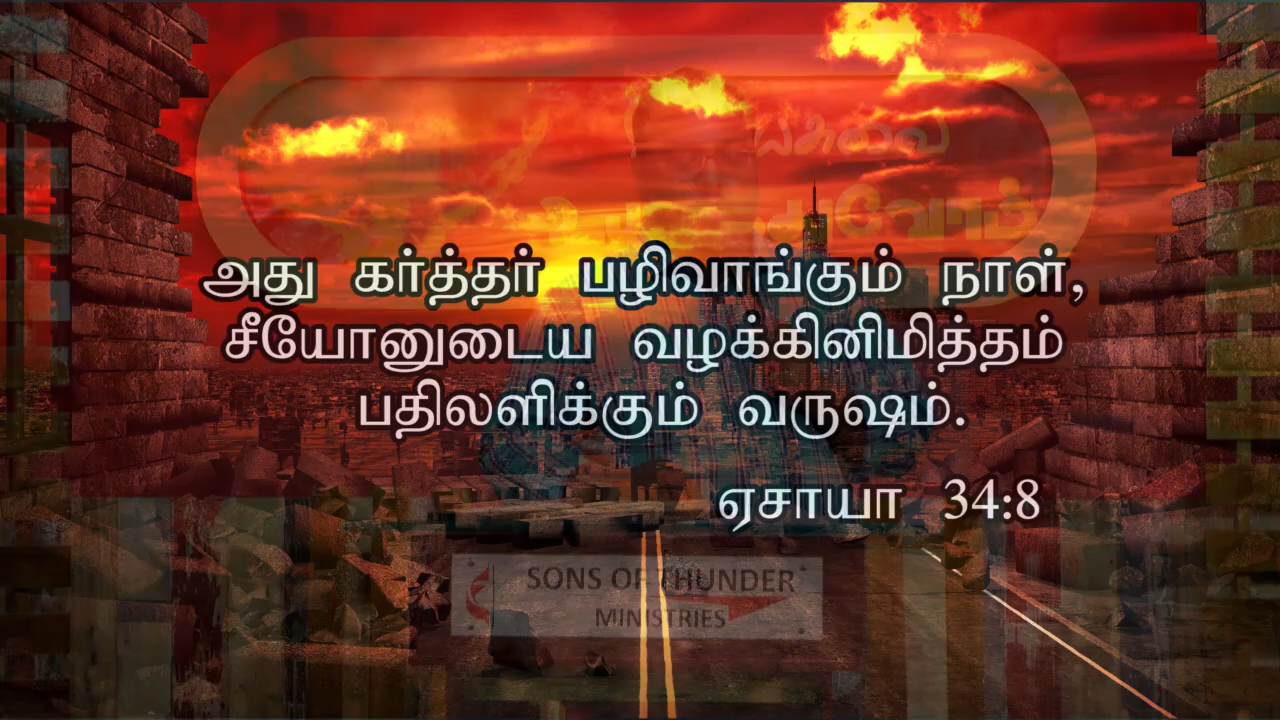 யேசுவை
துவோம்
அது கர்த்தர் பழிவாங்கும் நாள்,
சீயோனுடைய வழக்கினிமித்தம்
பதிலளிக்கும் வருஷம்.
ஏசாயா 34:8
SONS OF THUNDER
MINISTRIES